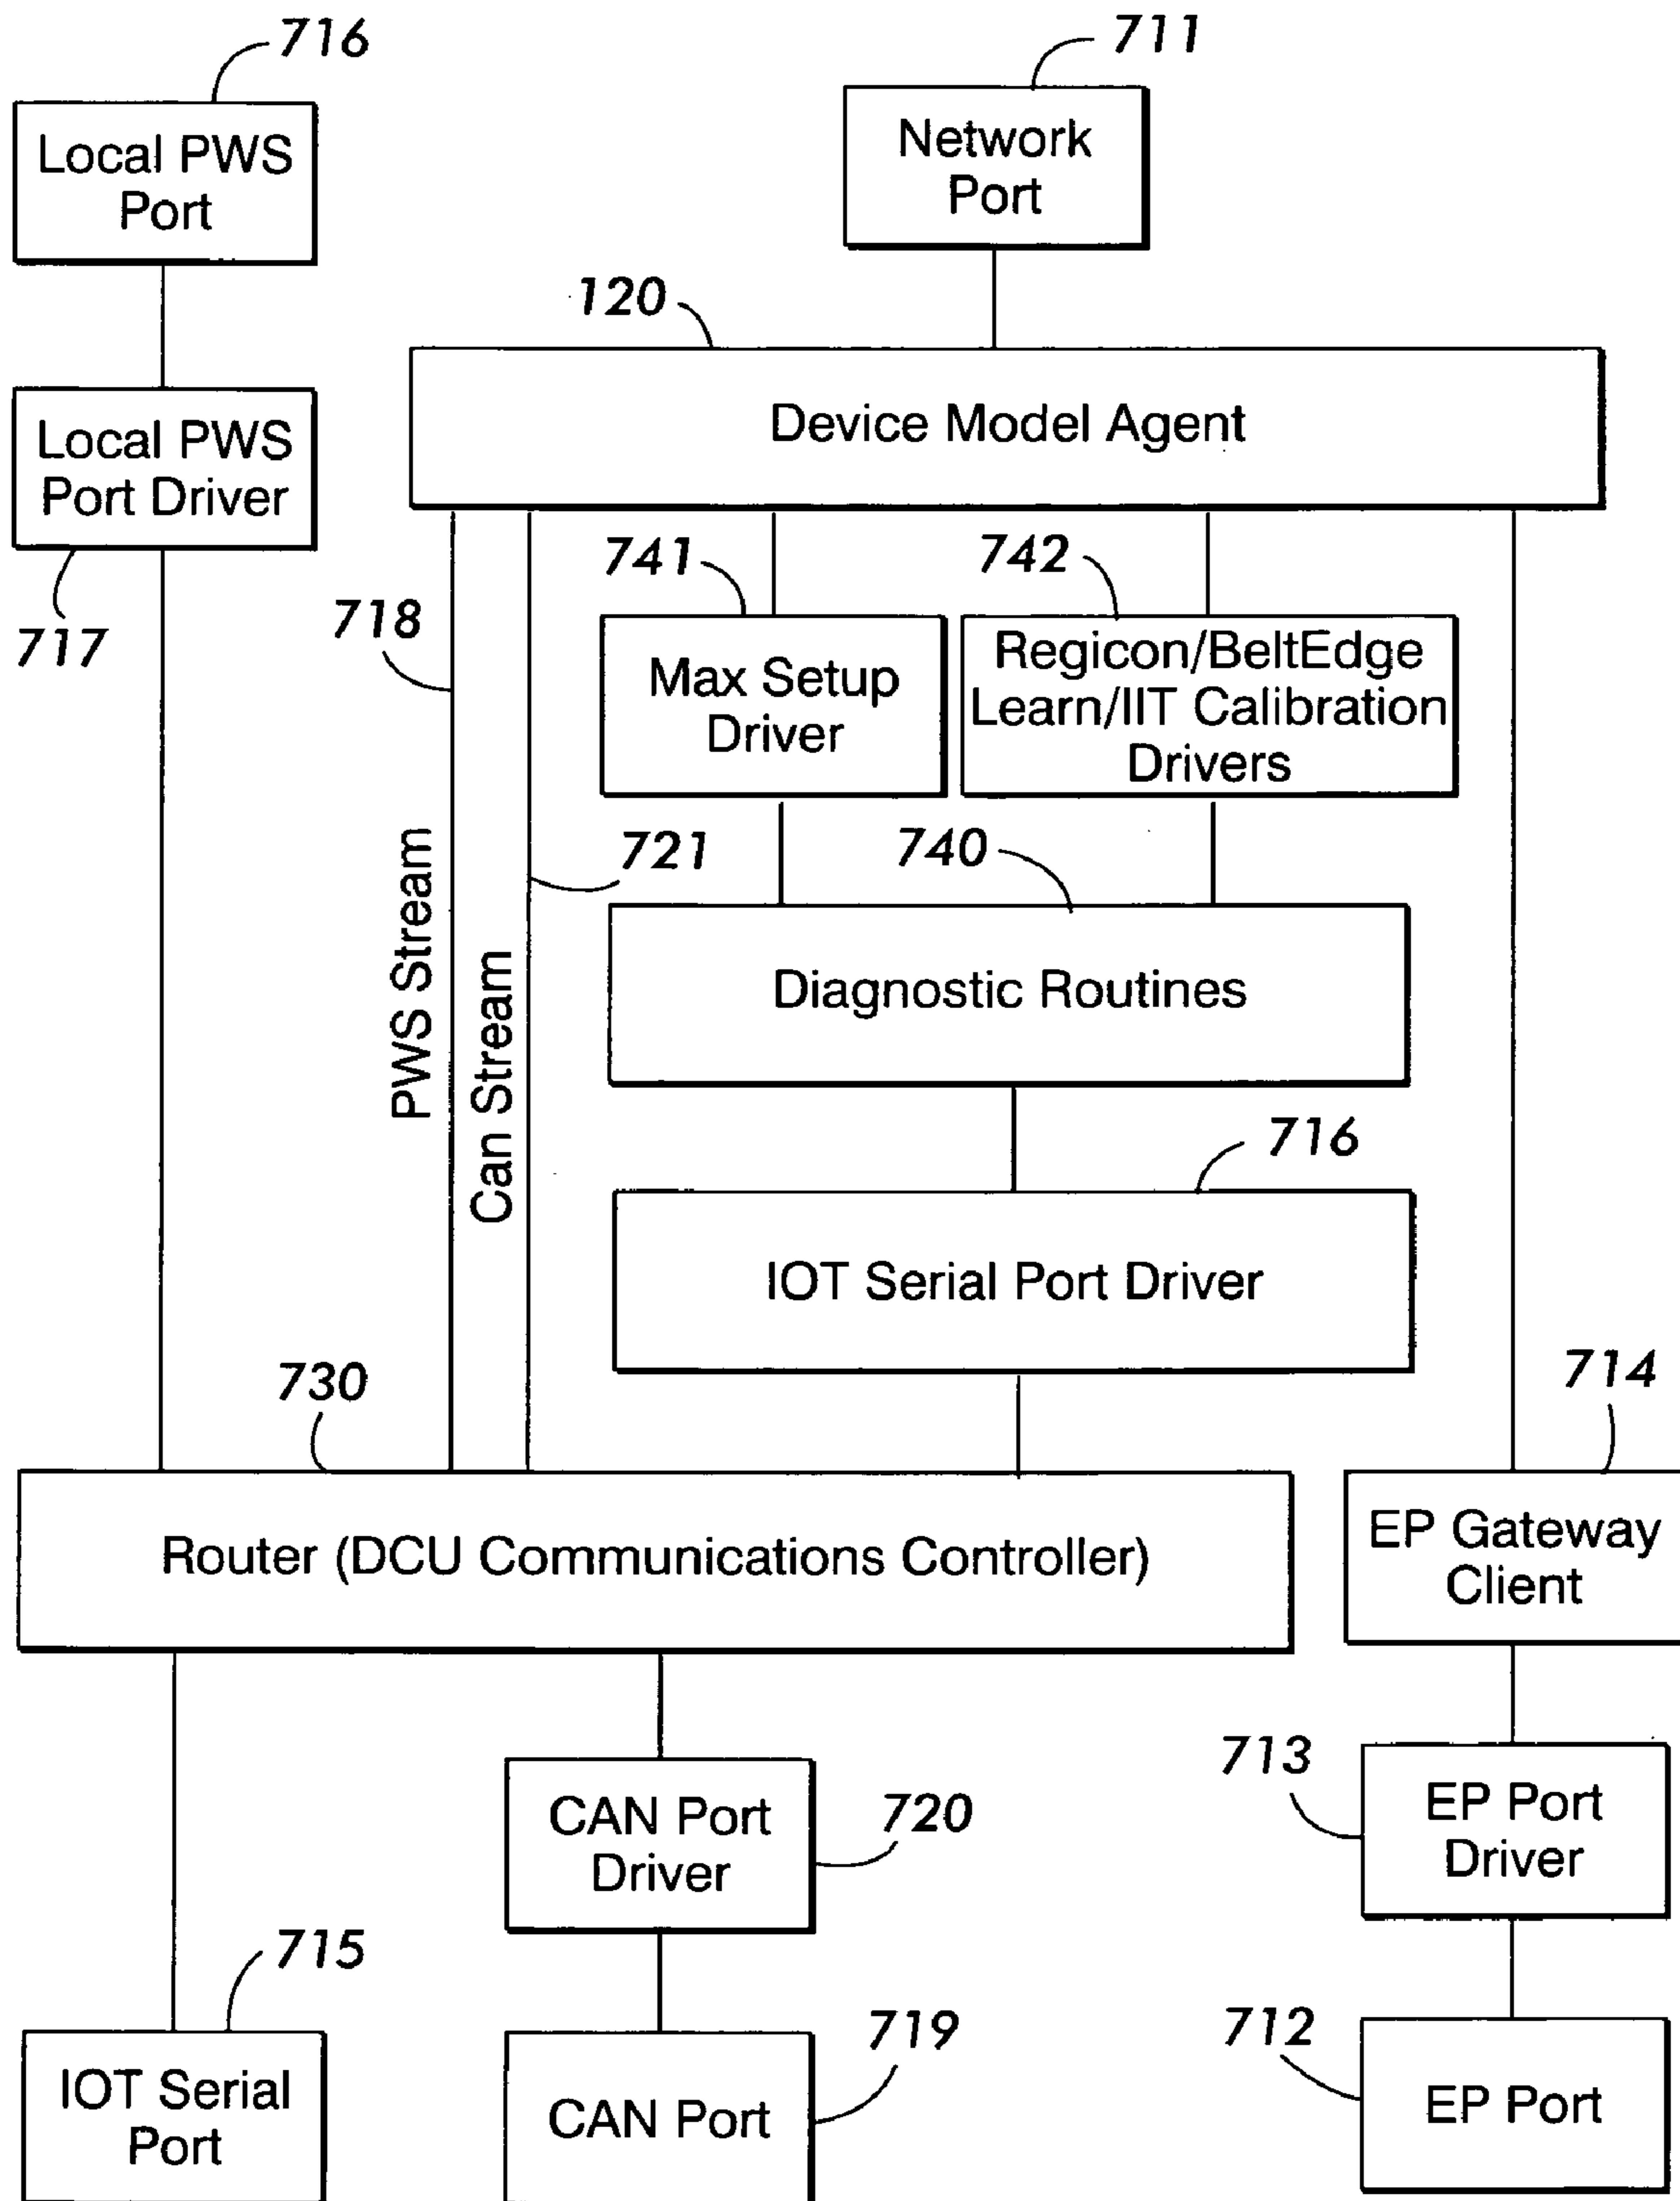 716
711
Local PWS
Port
Network
Port
120
Local PWS
Port Driver
Device Model Agent
717
718
741
742
Max Setup
Driver
Regicon/BeltEdge
Learn/IIT Calibration
Drivers
PWS Stream
Can Stream
721
740
Diagnostic Routines
716
IOT Serial Port Driver
730
714
Router (DCU Communications Controller)
EP Gateway
Client
CAN Port
Driver
720
713
EP Port
Driver
715
719
712
IOT Serial
Port
CAN Port
EP Port